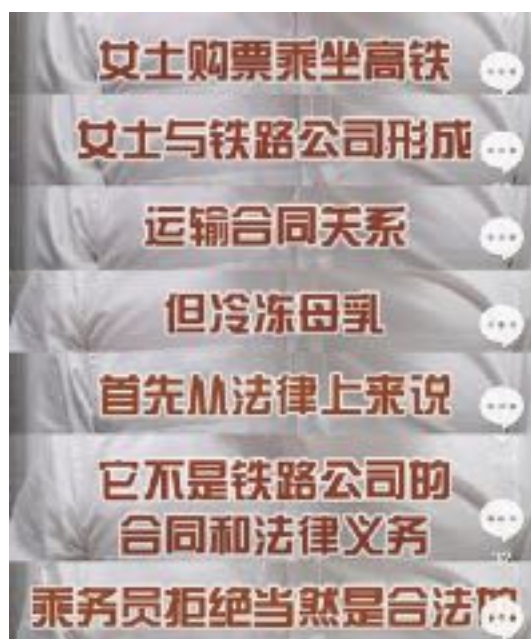 女士购票乘坐高铁
女士与铁路公司形成
运输合同关系
但冷冻母乳
首先从法律上来说
它不是铁路公司的
合同和法律义务
乘务员拒绝当然是合法的